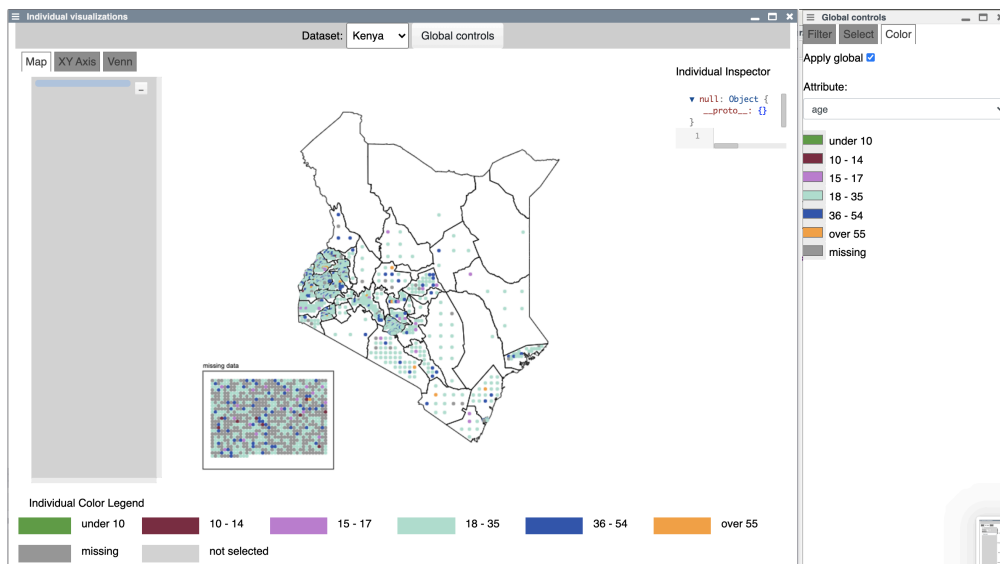 Individual visualizations
Dataset: Kenya Global controls
Map XY Axis Venn
Individual Inspector
▼ null: Object {
__proto__: {}
}
1
missing data
Individual Color Legend
under 10 10 - 14 15 - 17 18 - 35 36 - 54 over 55
missing not selected
Global controls
Filter Select Color
Apply global
Attribute:
age
under 10
10 - 14
15 - 17
18 - 35
36 - 54
over 55
missing